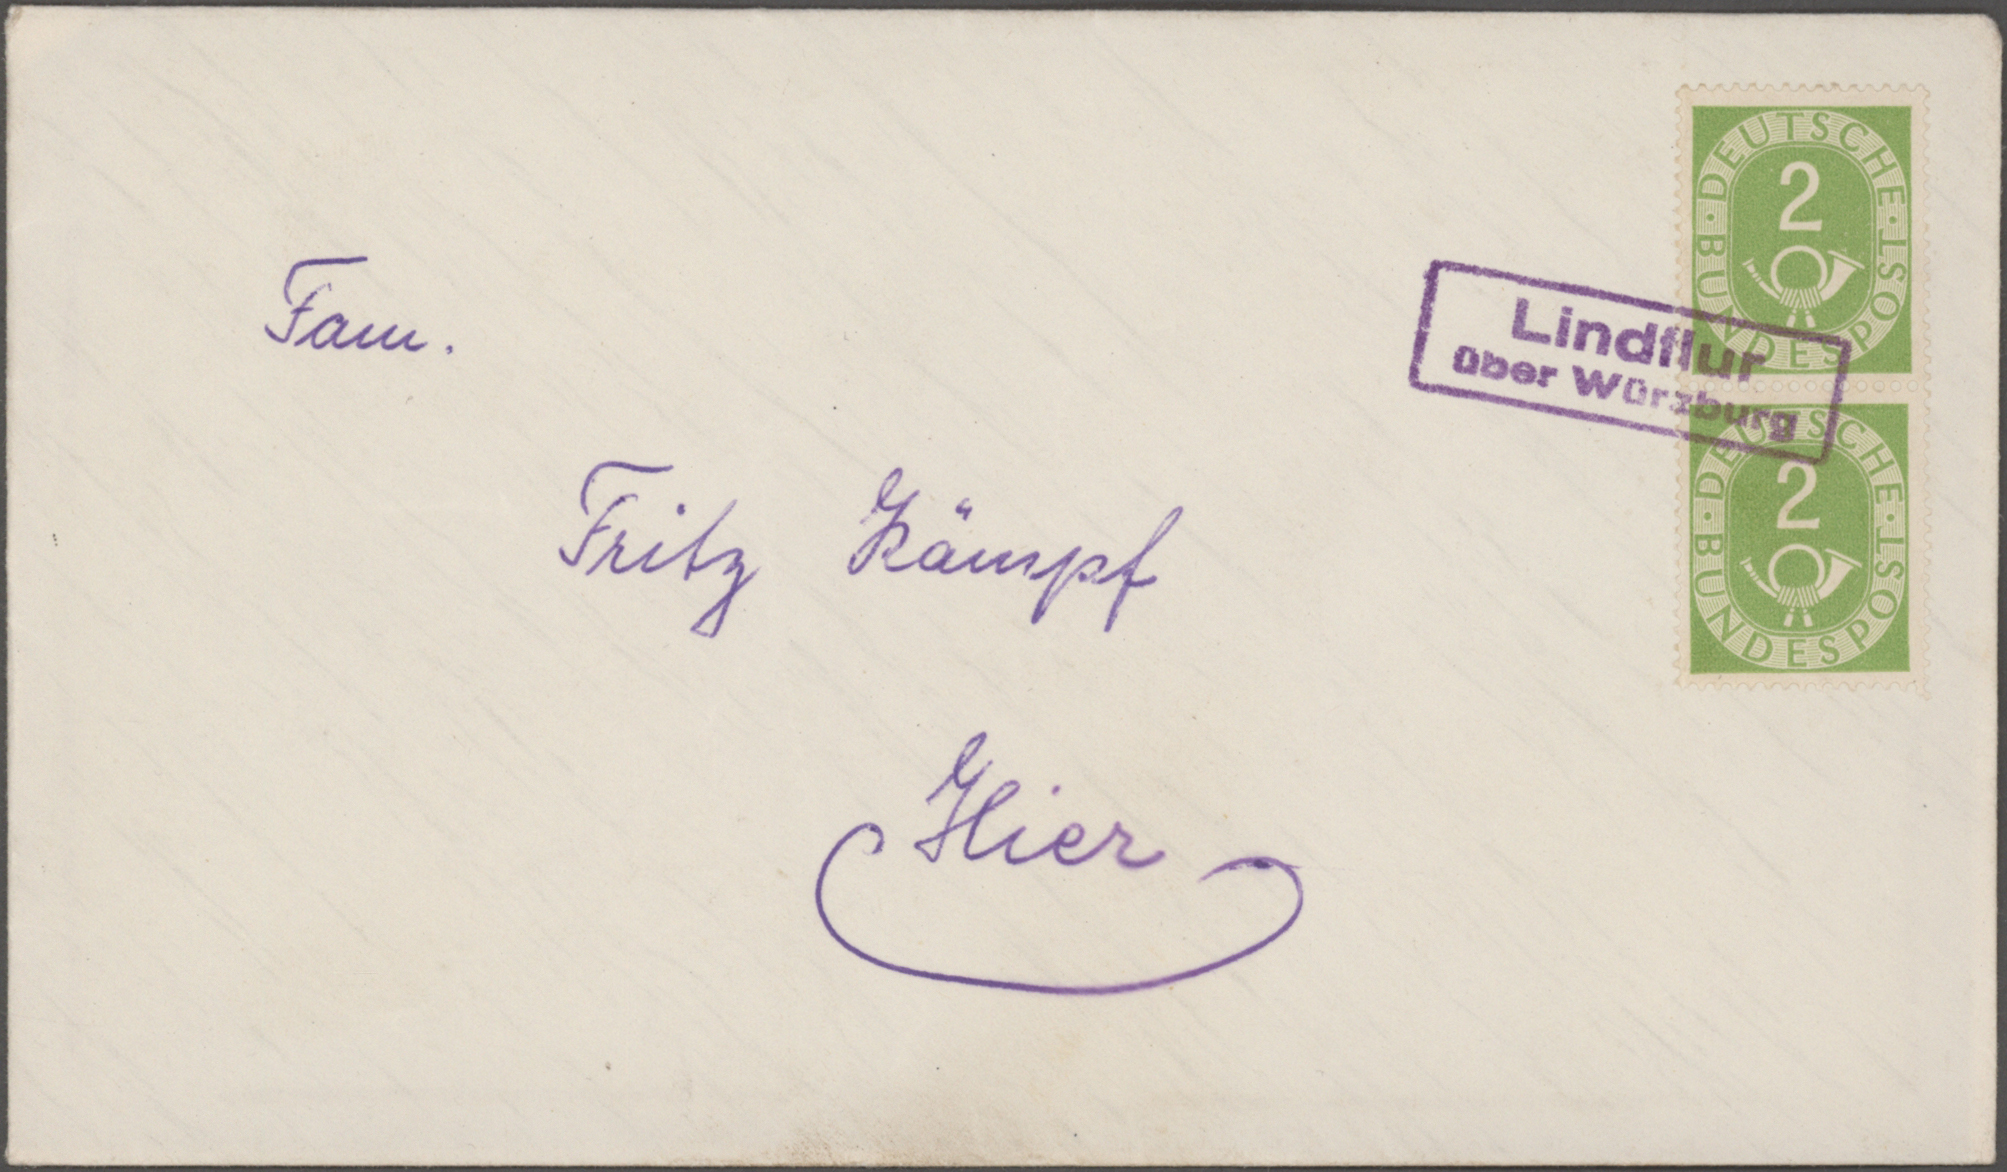 DEUTSCHE · BUNDESPOST
2
Lindflur
über Würzburg
DEUTSCHE · BUNDESPOST
2
Fam.
Fritz Kämpf
Hier